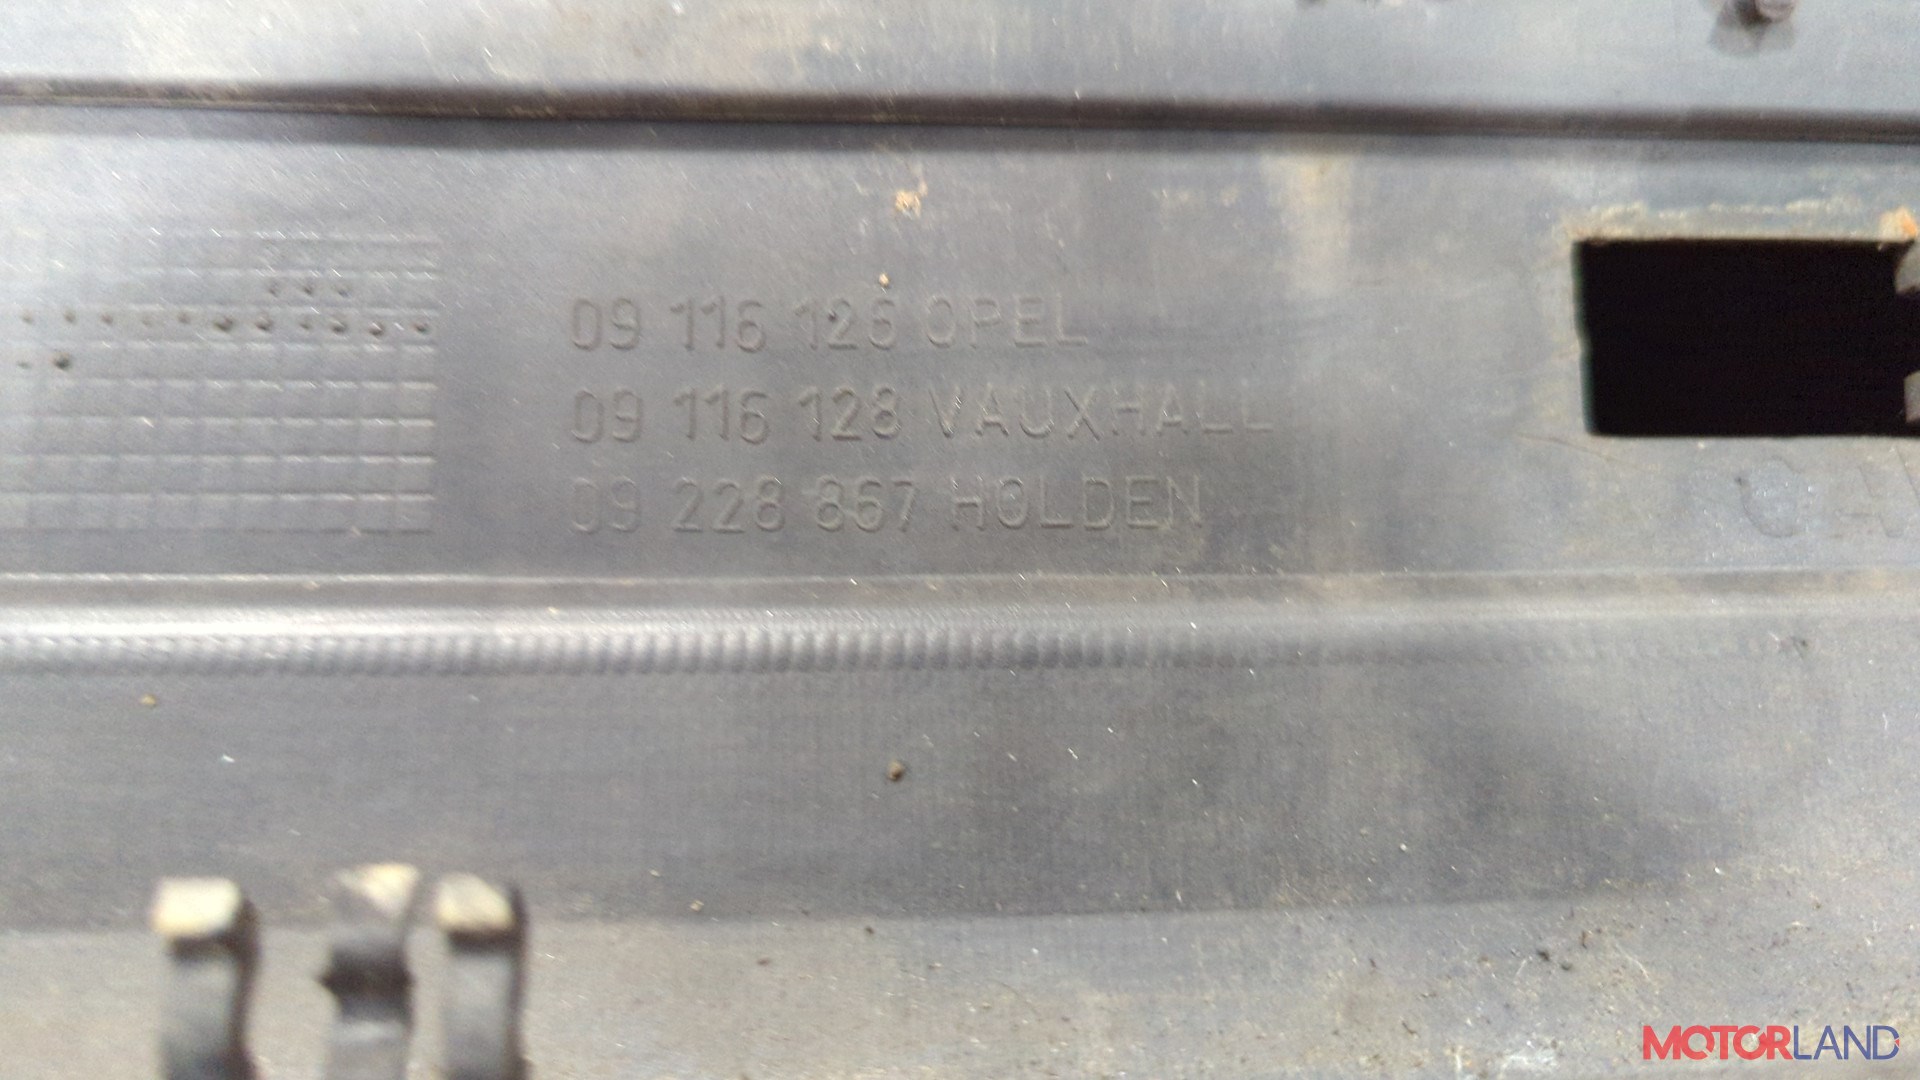 09 116 126 OPEL
09 116 128 VAUXHALL
09 228 867 HOLDEN
MOTORLAND